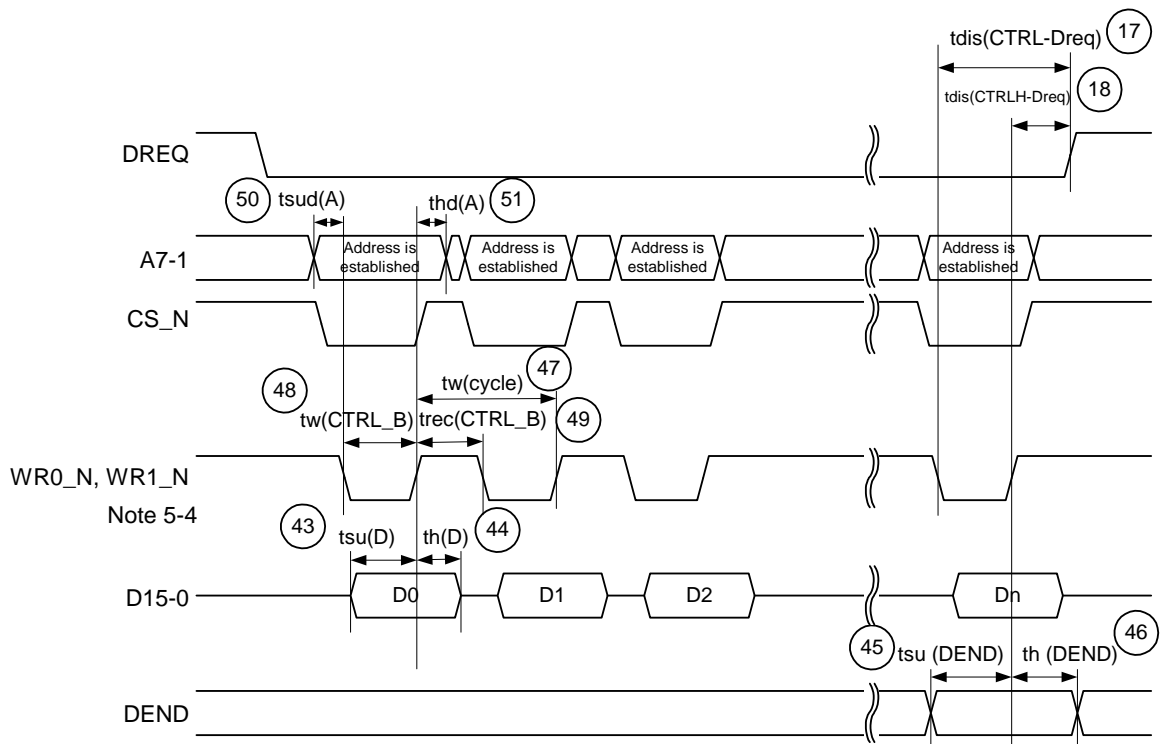 tdis(CTRL-Dreq) 17
tdis(CTRLH-Dreq) 18
DREQ
50 tsud(A) thd(A) 51
A7-1
Address is
established
Address is
established
Address is
established
Address is
established
CS_N
47
tw(cycle)
48
tw(CTRL_B) trec(CTRL_B) 49
WR0_N, WR1_N
Note 5-4
43 tsu(D) th(D) 44
D15-0 D0 D1 D2 Dn
45 tsu (DEND) th (DEND) 46
DEND